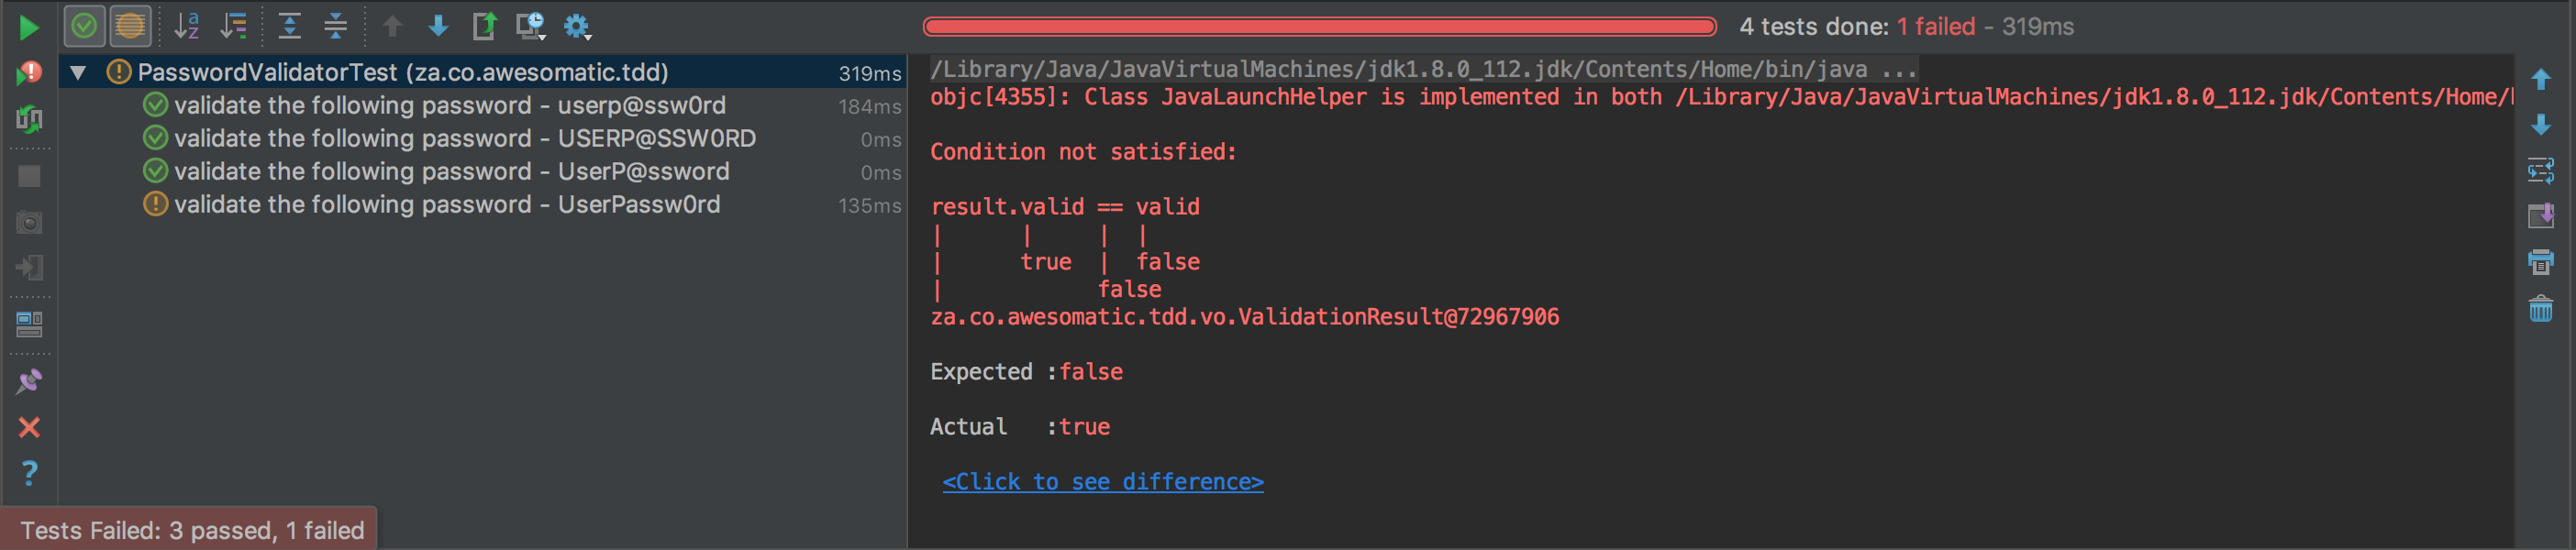 4 tests done: 1 failed - 319ms
PasswordValidatorTest (za.co.awesomatic.tdd) 319ms
validate the following password - userp@ssw0rd 184ms
validate the following password - USERP@SSW0RD 0ms
validate the following password - UserP@ssword 0ms
validate the following password - UserPassw0rd 135ms
/Library/Java/JavaVirtualMachines/jdk1.8.0_112.jdk/Contents/Home/bin/java ...
objc[4355]: Class JavaLaunchHelper is implemented in both /Library/Java/JavaVirtualMachines/jdk1.8.0_112.jdk/Contents/Home/
Condition not satisfied:
result.valid == valid
|      |     |  |
|      true  |  false
|            false
za.co.awesomatic.tdd.vo.ValidationResult@72967906
Expected :false
Actual   :true
<Click to see difference>
Tests Failed: 3 passed, 1 failed